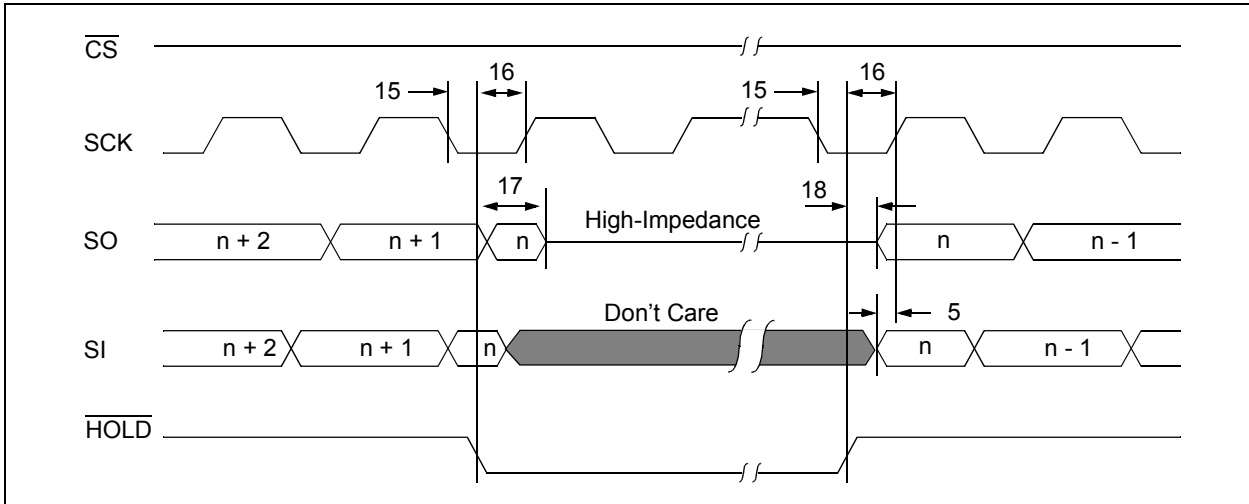 CS
15
16
15
16
SCK
17
18
High-Impedance
SO
n + 2
n + 1
n
n
n - 1
Don't Care
5
SI
n + 2
n + 1
n
n
n - 1
HOLD